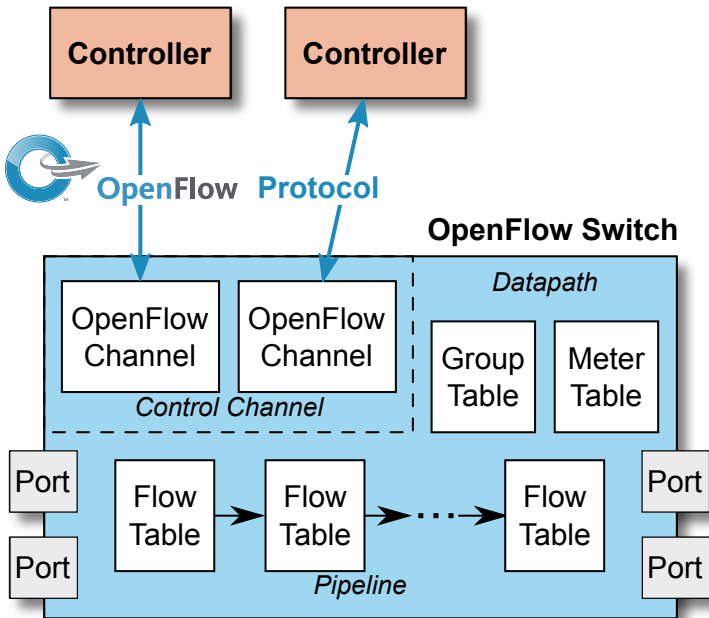 Controller Controller
OpenFlow Protocol
™
OpenFlow Switch
Datapath
OpenFlow OpenFlow
Channel Channel
Group Meter
Table Table
Control Channel
Port Port
Flow Flow ... Flow
Table Table Table
Port Port
Pipeline